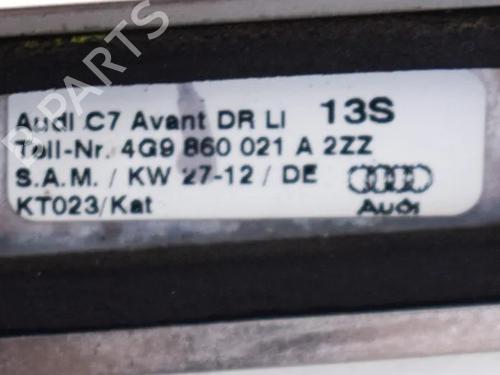 B-PARTS
Audi C7 Avant DR LI 13S
Teil-Nr. 4G9 860 021 A 2ZZ
S.A.M. / KW 27-12 / DE
KT023/Kat Audi